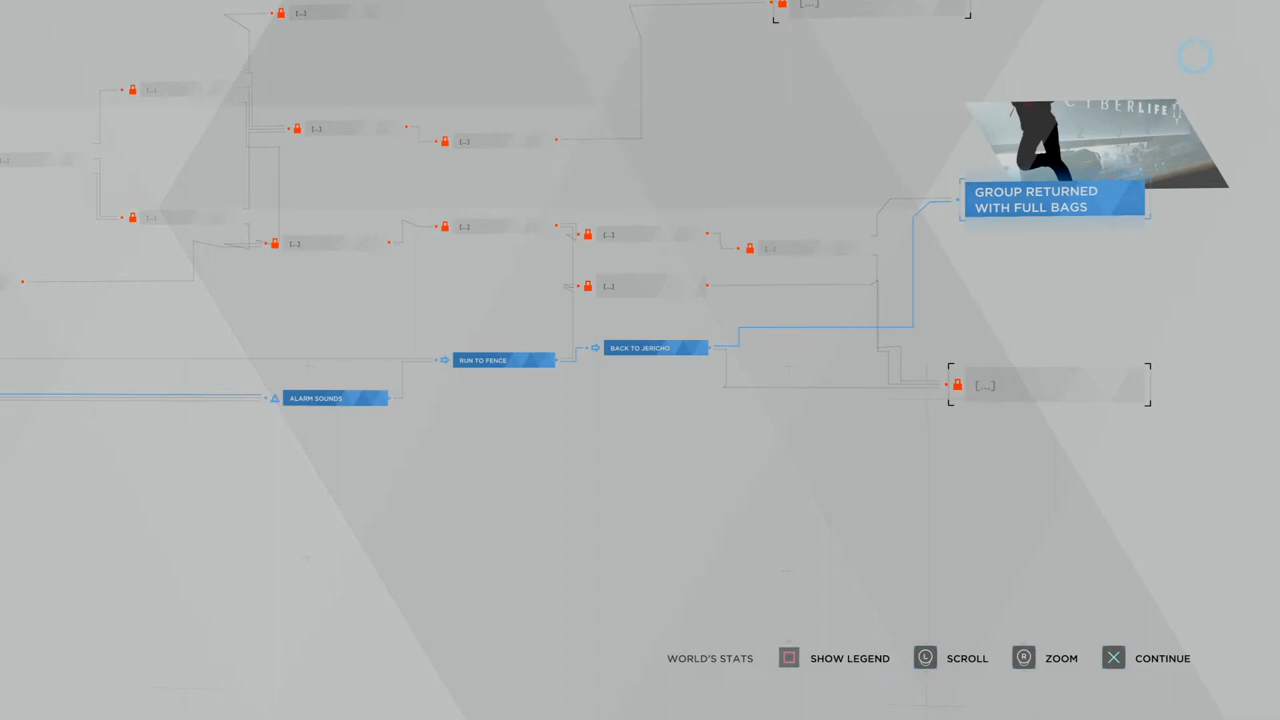 [...]
[...]
[...]
CYBERLIFE
[...]
[...]
[...]
GROUP RETURNED
WITH FULL BAGS
[...]
[...]
[...]
[...]
[...]
[...]
BACK TO JERICHO
RUN TO FENCE
[...]
ALARM SOUNDS
WORLD'S STATS
SHOW LEGEND
L
SCROLL
R
ZOOM
CONTINUE